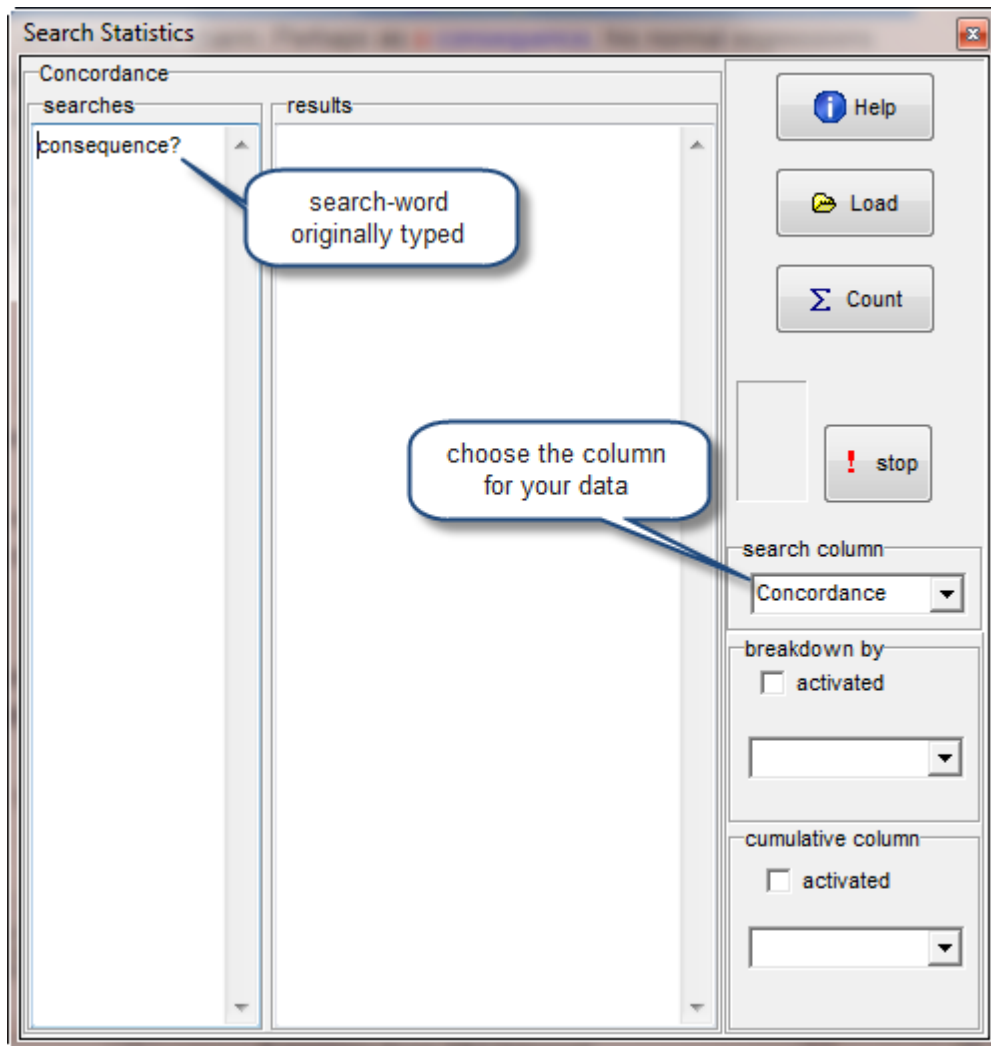 Search Statistics
Concordance
searches
results
consequence?
search-word
originally typed
Help
Load
Σ Count
choose the column
for your data
! stop
search column
Concordance
breakdown by
activated
cumulative column
activated